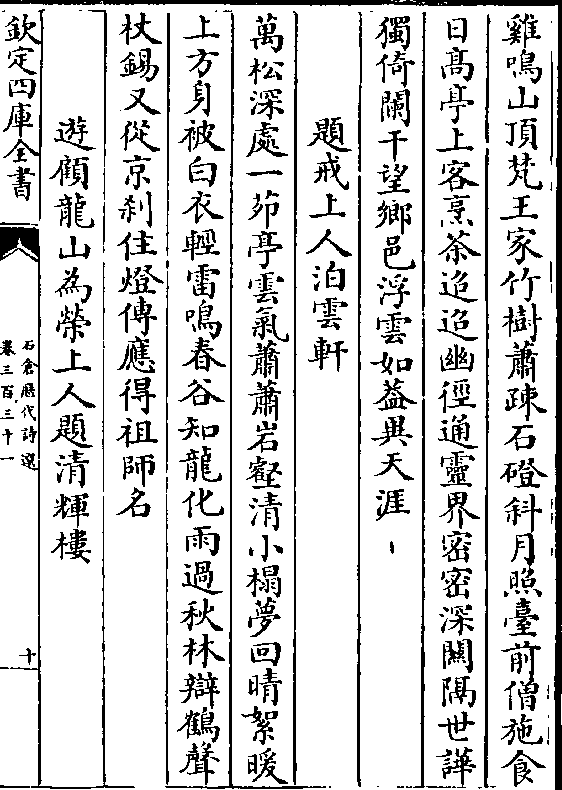 雞鳴山頂梵王家竹樹蕭疎石磴斜月照臺前僧施食
日髙亭上客烹茶迢迢幽徑通靈界密密深闗隔世譁
獨倚闌干望鄉邑浮雲如葢與天涯
題戒上人泊雲軒
萬松深處一茆亭雲氣蕭蕭岩壑清小榻夢回晴絮暖
上方身被白衣輕雷鳴春谷知龍化雨過秋林辯鶴聲
杖錫又從京刹住燈傳應得祖師名
遊頋龍山為榮上人題清輝樓
欽定四庫全書
石倉歴代詩選
卷三百三十一
十